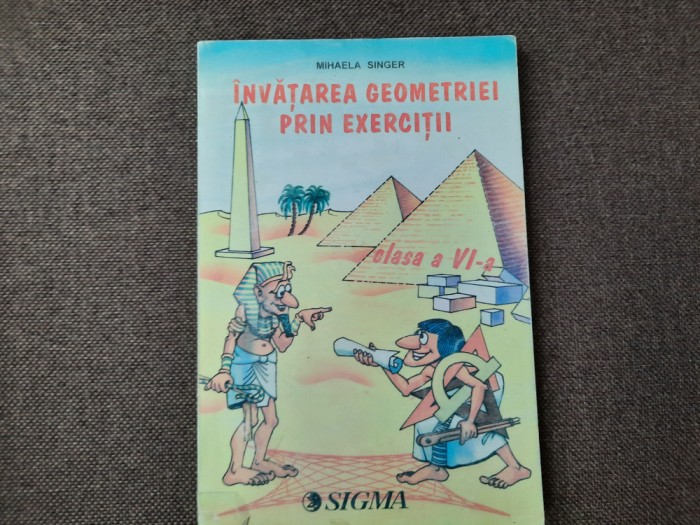 MIHAELA SINGER
ÎNVĂȚAREA GEOMETRIEI
PRIN EXERCIȚII
clasa a VI-a
SIGMA